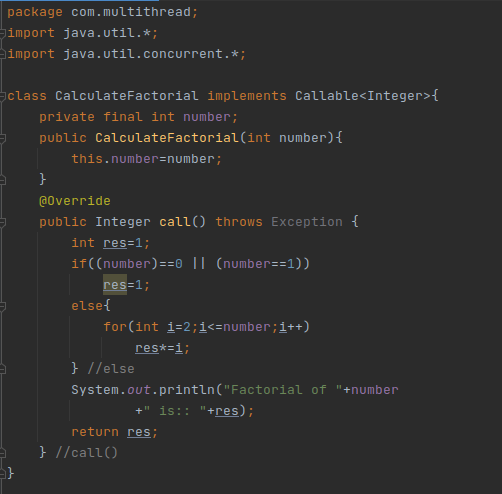 package com.multithread;
import java.util.*;
import java.util.concurrent.*;

class CalculateFactorial implements Callable<Integer>{
    private final int number;
    public CalculateFactorial(int number){
        this.number=number;
    }
    @Override
    public Integer call() throws Exception {
        int res=1;
        if((number)==0 || (number==1))
            res=1;
        else{
            for(int i=2;i<=number;i++)
                res*=i;
        } //else
        System.out.println("Factorial of "+number
                +" is:: "+res);
        return res;
    } //call()
}